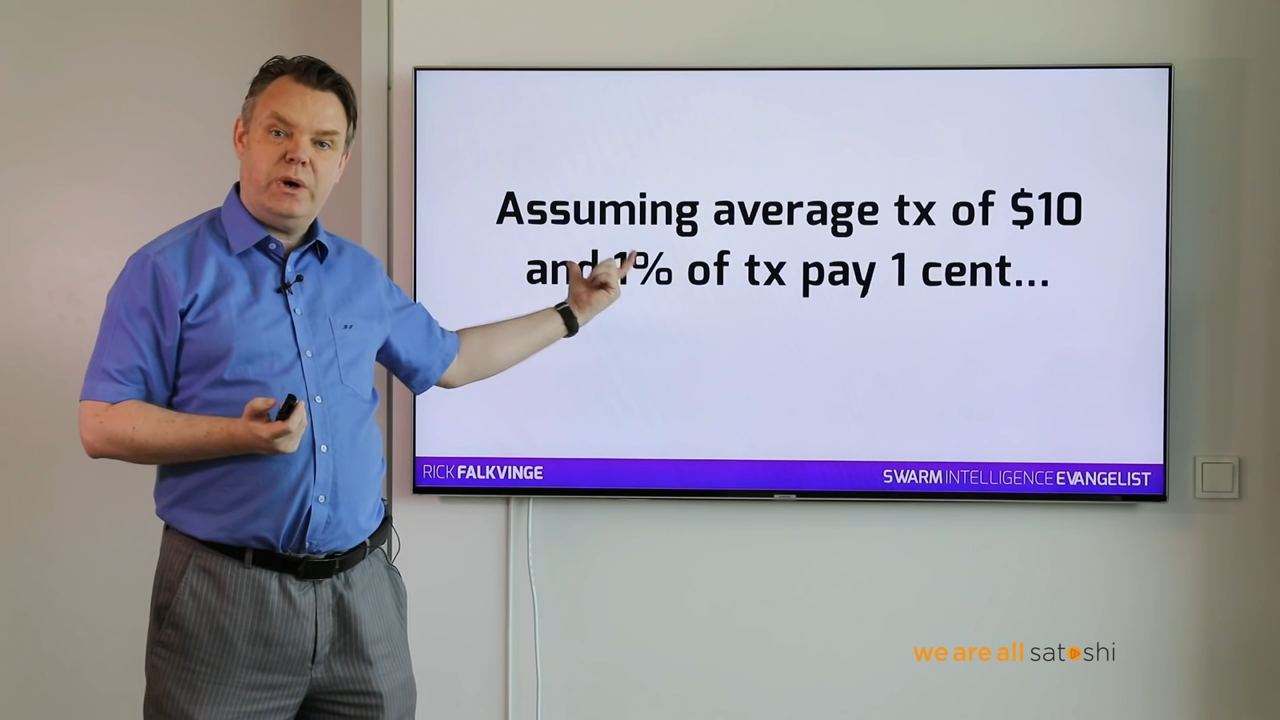 Assuming average tx of $10
and 1% of tx pay 1 cent...
RICK FALKVINGE
SWARM INTELLIGENCE EVANGELIST
we are all satoshi